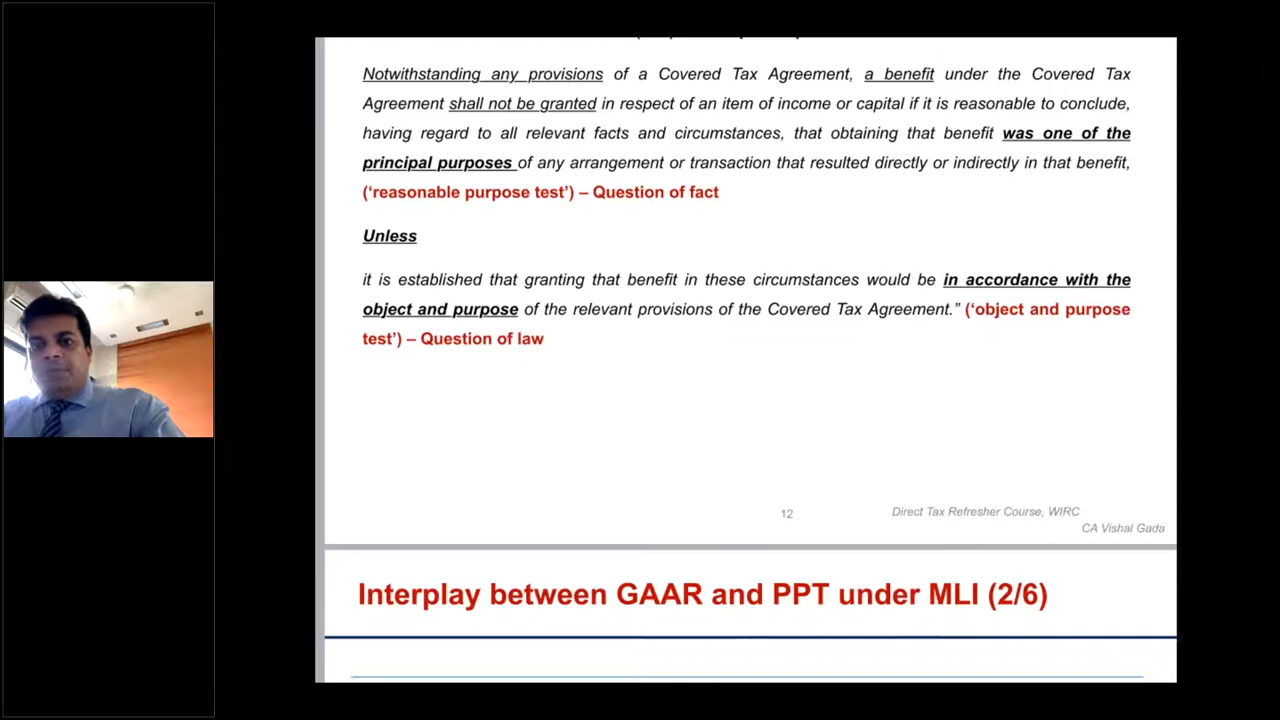 Notwithstanding any provisions of a Covered Tax Agreement, a benefit under the Covered Tax
Agreement shall not be granted in respect of an item of income or capital if it is reasonable to conclude,
having regard to all relevant facts and circumstances, that obtaining that benefit was one of the
principal purposes of any arrangement or transaction that resulted directly or indirectly in that benefit,
(‘reasonable purpose test’) – Question of fact
Unless
it is established that granting that benefit in these circumstances would be in accordance with the
object and purpose of the relevant provisions of the Covered Tax Agreement.” (‘object and purpose
test’) – Question of law
12
Direct Tax Refresher Course, WIRC
CA Vishal Gada
Interplay between GAAR and PPT under MLI (2/6)